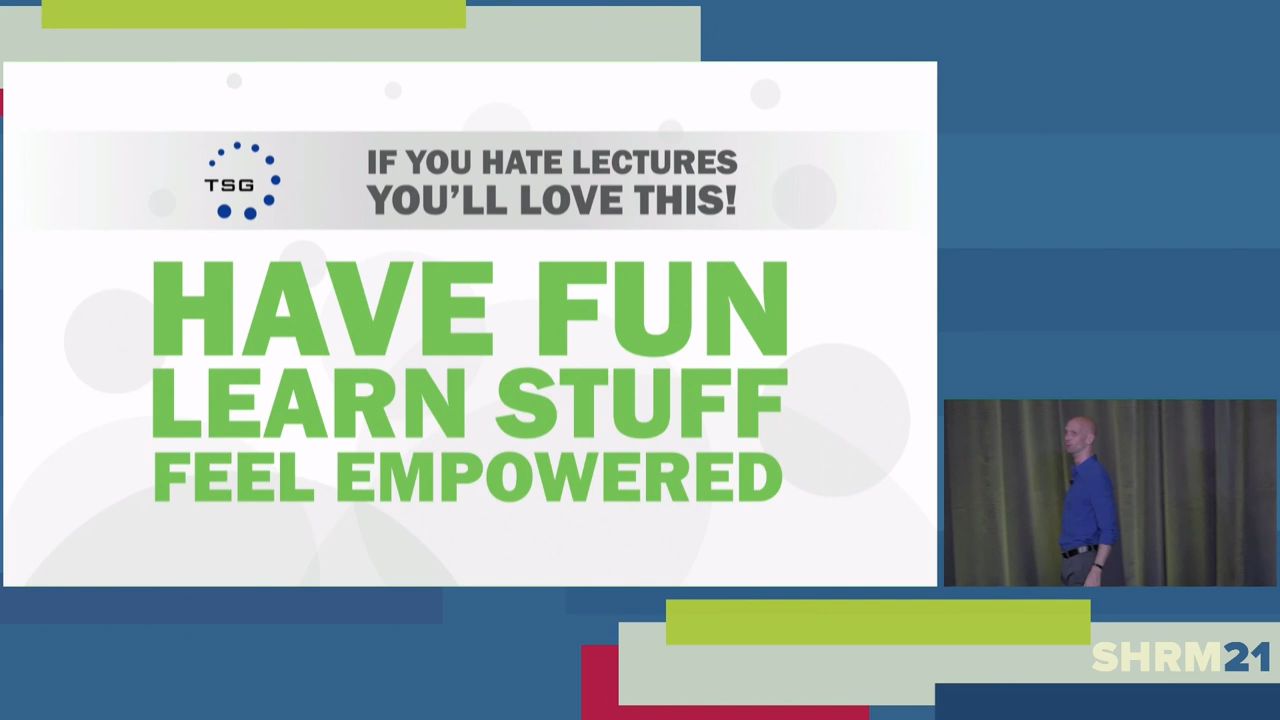 TSG
IF YOU HATE LECTURES
YOU'LL LOVE THIS!
HAVE FUN
LEARN STUFF
FEEL EMPOWERED
SHRM21